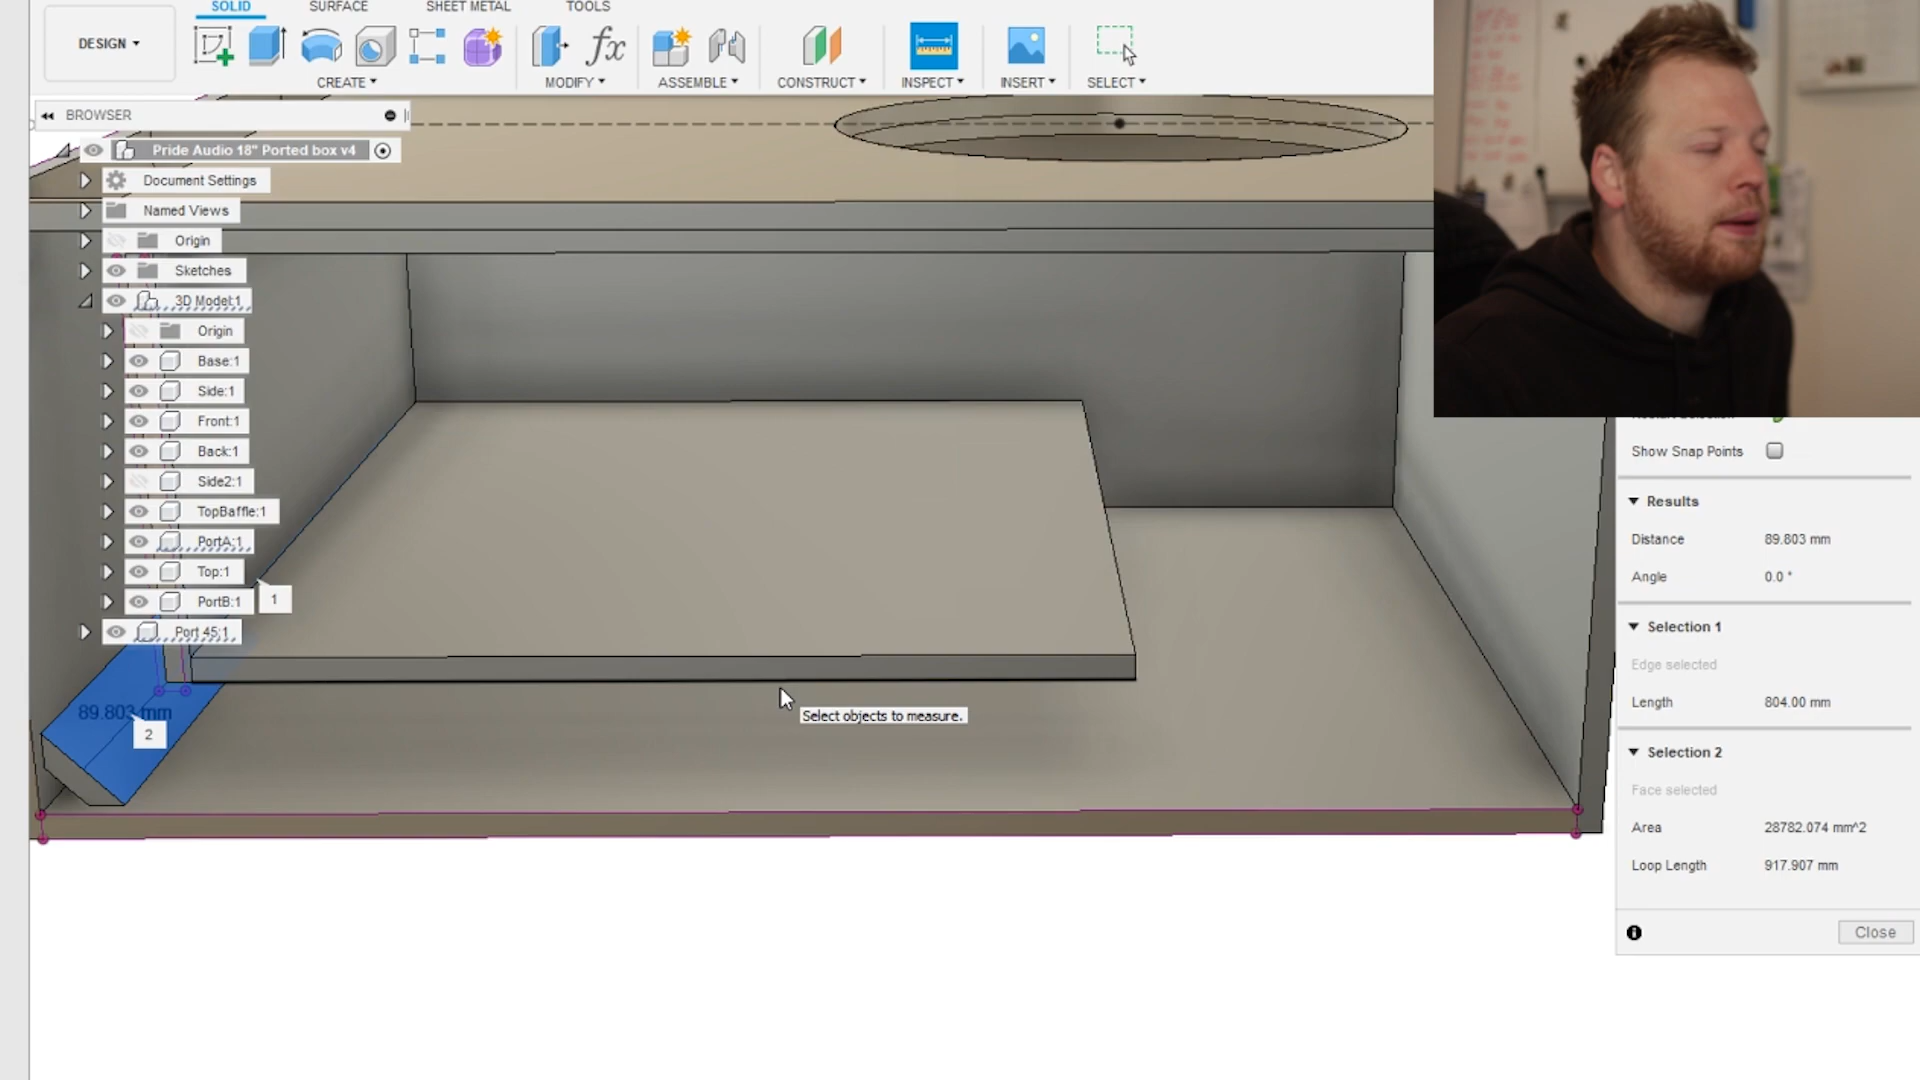 SOLID
SURFACE
SHEET METAL
TOOLS
DESIGN
CREATE
MODIFY
ASSEMBLE
CONSTRUCT
INSPECT
INSERT
SELECT
BROWSER
Pride Audio 18" Ported box v4
Document Settings
Named Views
Origin
Sketches
3D Model:1
Origin
Base:1
Side:1
Front:1
Back:1
Side2:1
TopBaffle:1
PortA:1
Top:1
PortB:1
1
Port 45:1
89.803 mm
2
Select objects to measure.
Show Snap Points
Results
Distance 89.803 mm
Angle 0.0 °
Selection 1
Edge selected
Length 804.00 mm
Selection 2
Face selected
Area 28782.074 mm^2
Loop Length 917.907 mm
Close